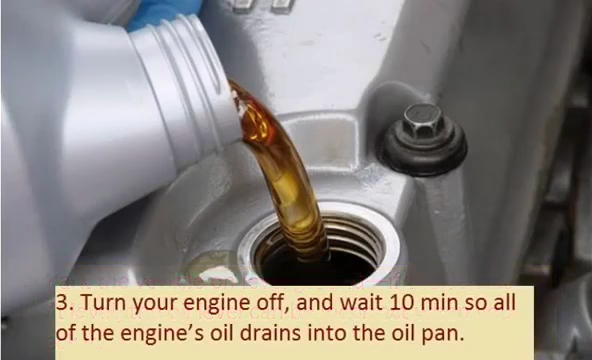 3. Turn your engine off, and wait 10 min so all
of the engine's oil drains into the oil pan.